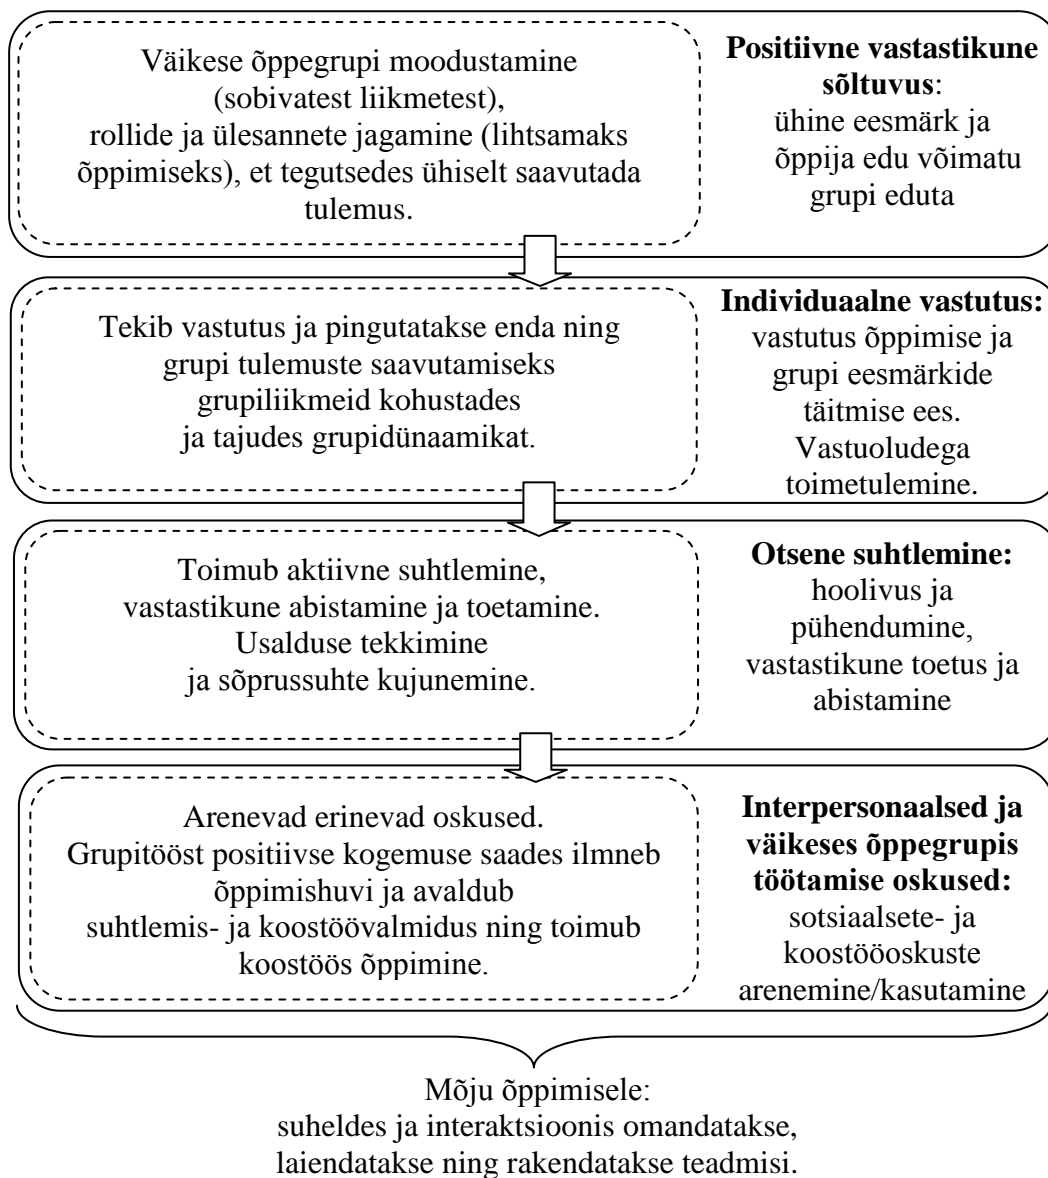 Väikese õppegrupi moodustamine
(sobivatest liikmetest),
rollide ja ülesannete jagamine (lihtsamaks
õppimiseks), et tegutsedes ühiselt saavutada
tulemus.
Positiivne vastastikune
sõltuvus:
ühine eesmärk ja
õppija edu võimatu
grupi eduta
Tekib vastutus ja pingutatakse enda ning
grupi tulemuste saavutamiseks
grupiliikmeid kohustades
ja tajudes grupidünaamikat.
Individuaalne vastutus:
vastutus õppimise ja
grupi eesmärkide
täitmise ees.
Vastuoludega
toimetulemine.
Toimub aktiivne suhtlemine,
vastastikune abistamine ja toetamine.
Usalduse tekkimine
ja sõprussuhte kujunemine.
Otsene suhtlemine:
hoolivus ja
pühendumine,
vastastikune toetus ja
abistamine
Arenevad erinevad oskused.
Grupitööst positiivse kogemuse saades ilmneb
õppimishuvi ja avaldub
suhtlemis- ja koostöövalmidus ning toimub
koostöös õppimine.
Interpersonaalsed ja
väikeses õppegrupis
töötamise oskused:
sotsiaalsete- ja
koostööoskuste
arenemine/kasutamine
Mõju õppimisele:
suheldes ja interaktsioonis omandatakse,
laiendatakse ning rakendatakse teadmisi.